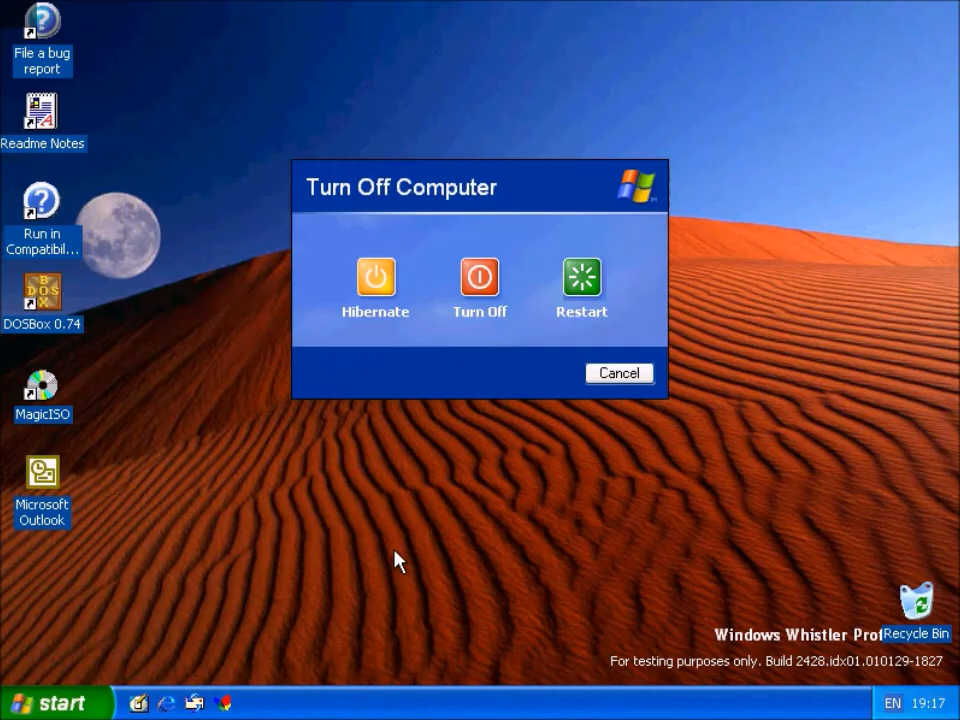 File a bug
report
Readme Notes
Run in
Compatibil...
DOSBox 0.74
MagicISO
Microsoft
Outlook
Turn Off Computer
Hibernate
Turn Off
Restart
Cancel
Recycle Bin
Windows Whistler Prof
For testing purposes only. Build 2428.idx01.010129-1827
start
EN
19:17